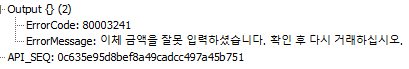 Output {} (2)
ErrorCode: 80003241
ErrorMessage: 이체 금액을 잘못 입력하셨습니다. 확인 후 다시 거래하십시오.
API_SEQ: 0c635e95d8bef8a49cadcc497a45b751